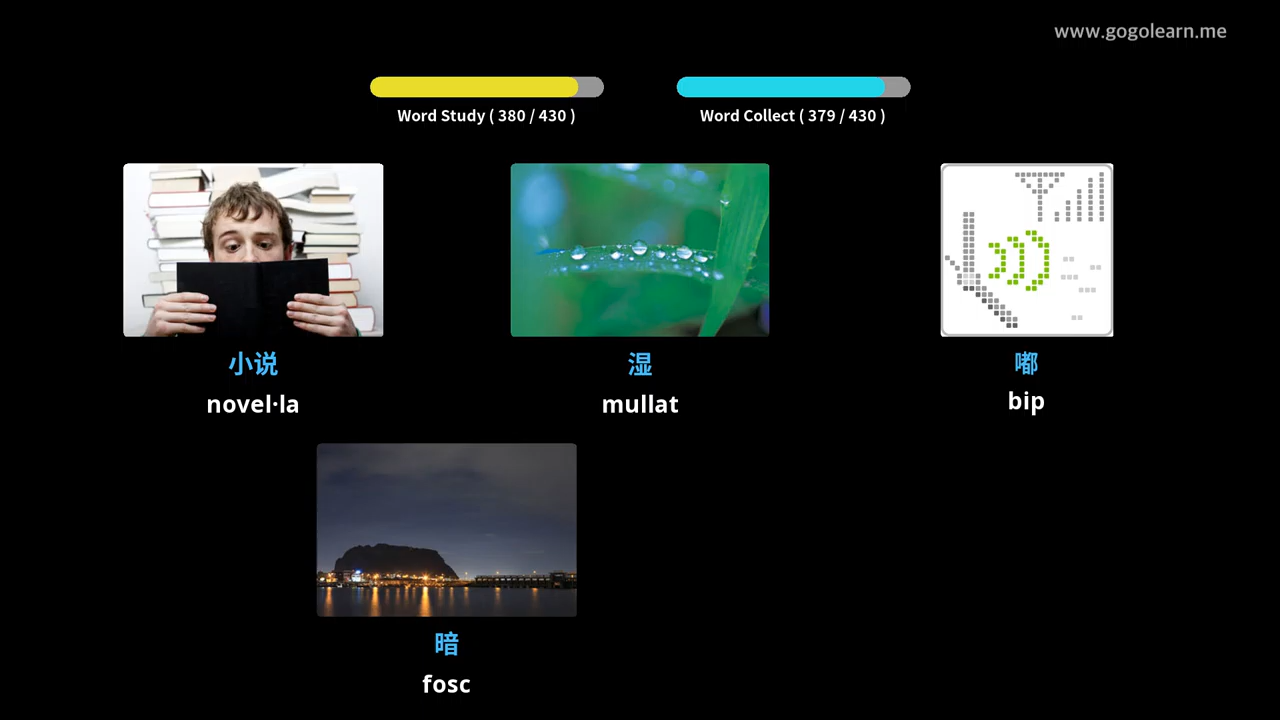 www.gogolearn.me
Word Study ( 380 / 430 )
Word Collect ( 379 / 430 )
小说
novel·la
湿
mullat
嘟
bip
暗
fosc